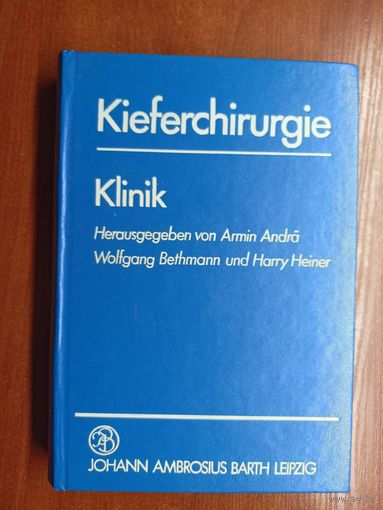 Kieferchirurgie
Klinik
Herausgegeben von Armin Andrä
Wolfgang Bethmann und Harry Heiner
JOHANN AMBROSIUS BARTH LEIPZIG